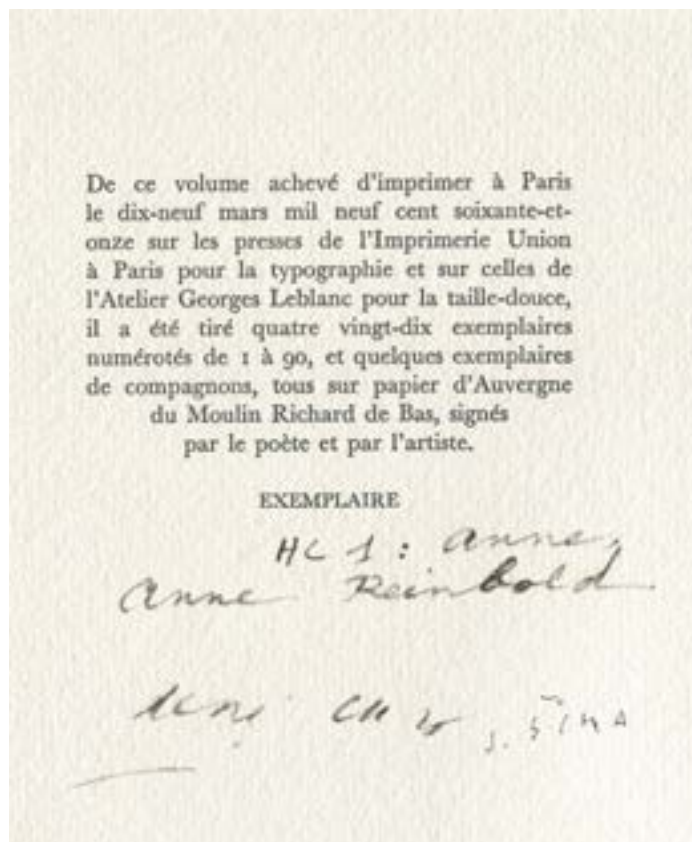 De ce volume achevé d'imprimer à Paris
le dix-neuf mars mil neuf cent soixante-et-
onze sur les presses de l'Imprimerie Union
à Paris pour la typographie et sur celles de
l'Atelier Georges Leblanc pour la taille-douce,
il a été tiré quatre vingt-dix exemplaires
numérotés de 1 à 90, et quelques exemplaires
de compagnons, tous sur papier d'Auvergne
du Moulin Richard de Bas, signés
par le poète et par l'artiste.
EXEMPLAIRE
HC 1 : Anne,
Anne Reinbold
J. ŠIMA